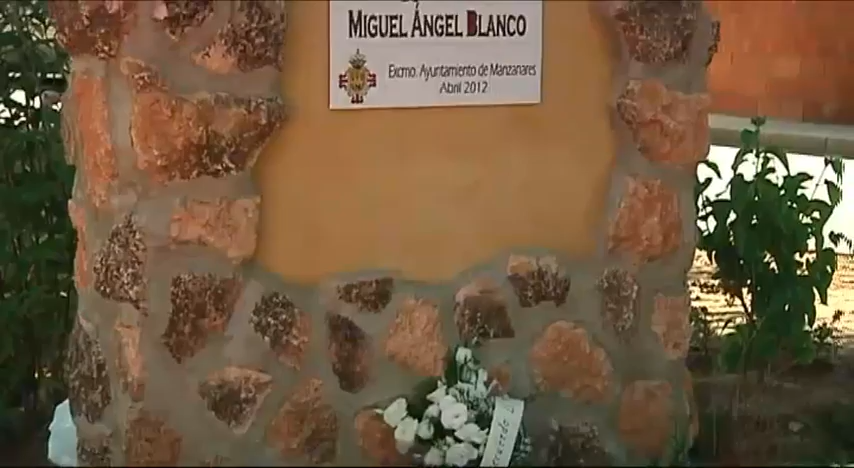 MIGUEL ÁNGEL BLANCO
Excmo. Ayuntamiento de Manzanares
Abril 2012